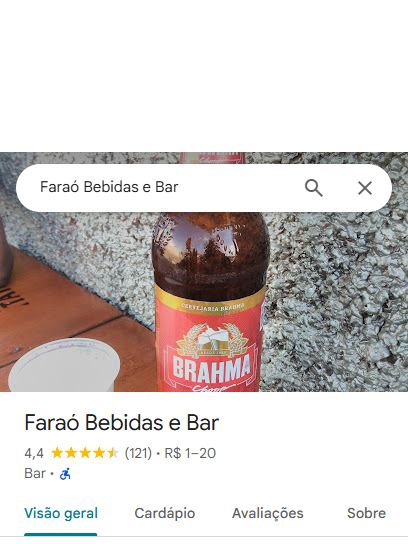 Faraó Bebidas e Bar
CERVEJARIA BRAHMA
BRAHMA
Chopp
Faraó Bebidas e Bar
4,4 (121) • R$ 1–20
Bar •
Visão geral
Cardápio
Avaliações
Sobre